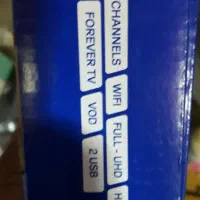 CHANNELS WIFI FULL - UHD
FOREVER TV VOD 2 USB